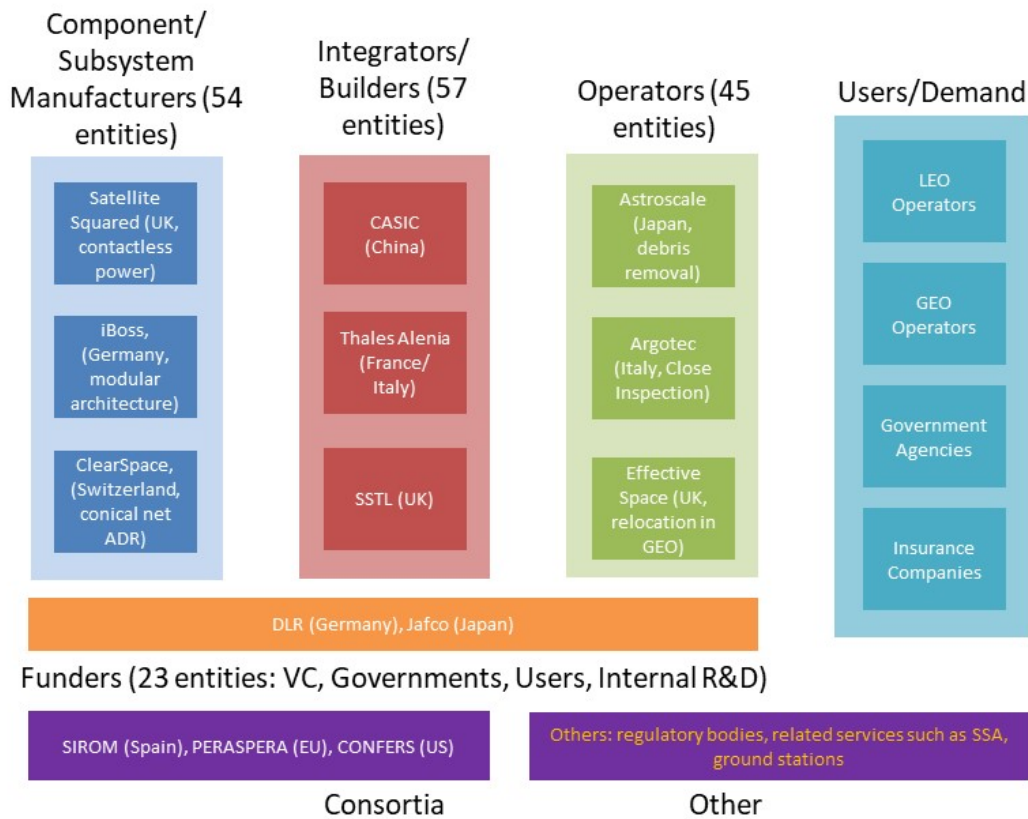 Component/
Subsystem
Manufacturers (54
entities)
Satellite
Squared (UK,
contactless
power)
iBoss,
(Germany,
modular
architecture)
ClearSpace,
(Switzerland,
conical net
ADR)
Integrators/
Builders (57
entities)
CASIC
(China)
Thales Alenia
(France/
Italy)
SSTL (UK)
Operators (45
entities)
Astroscale
(Japan,
debris
removal)
Argotec
(Italy, Close
Inspection)
Effective
Space (UK,
relocation in
GEO)
Users/Demand
LEO
Operators
GEO
Operators
Government
Agencies
Insurance
Companies
DLR (Germany), Jafco (Japan)
Funders (23 entities: VC, Governments, Users, Internal R&D)
SIROM (Spain), PERASPERA (EU), CONFERS (US)
Consortia
Others: regulatory bodies, related services such as SSA,
ground stations
Other